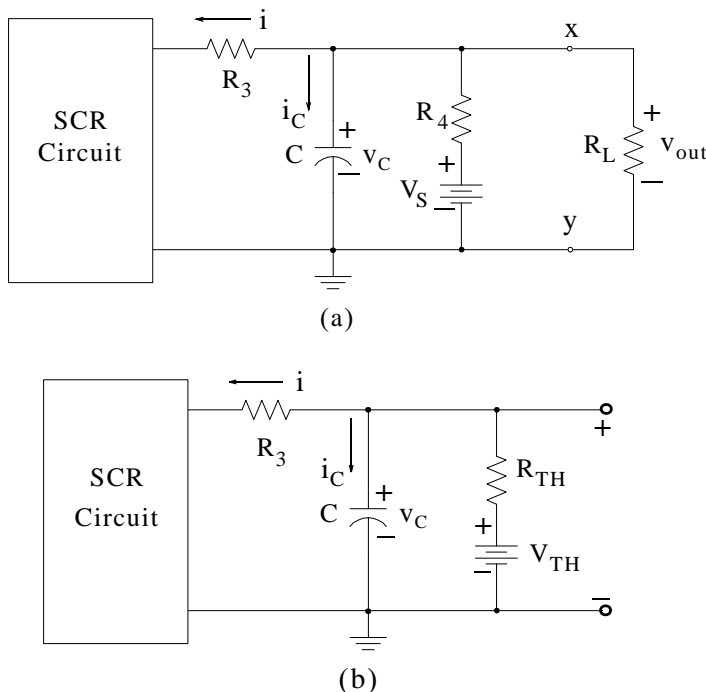 i
x
R3
iC
SCR
Circuit
+
C
vC
−
R4
+
VS
−
RL
+
vout
−
y
(a)
i
R3
iC
SCR
Circuit
+
C
vC
−
RTH
+
VTH
−
+
−
(b)